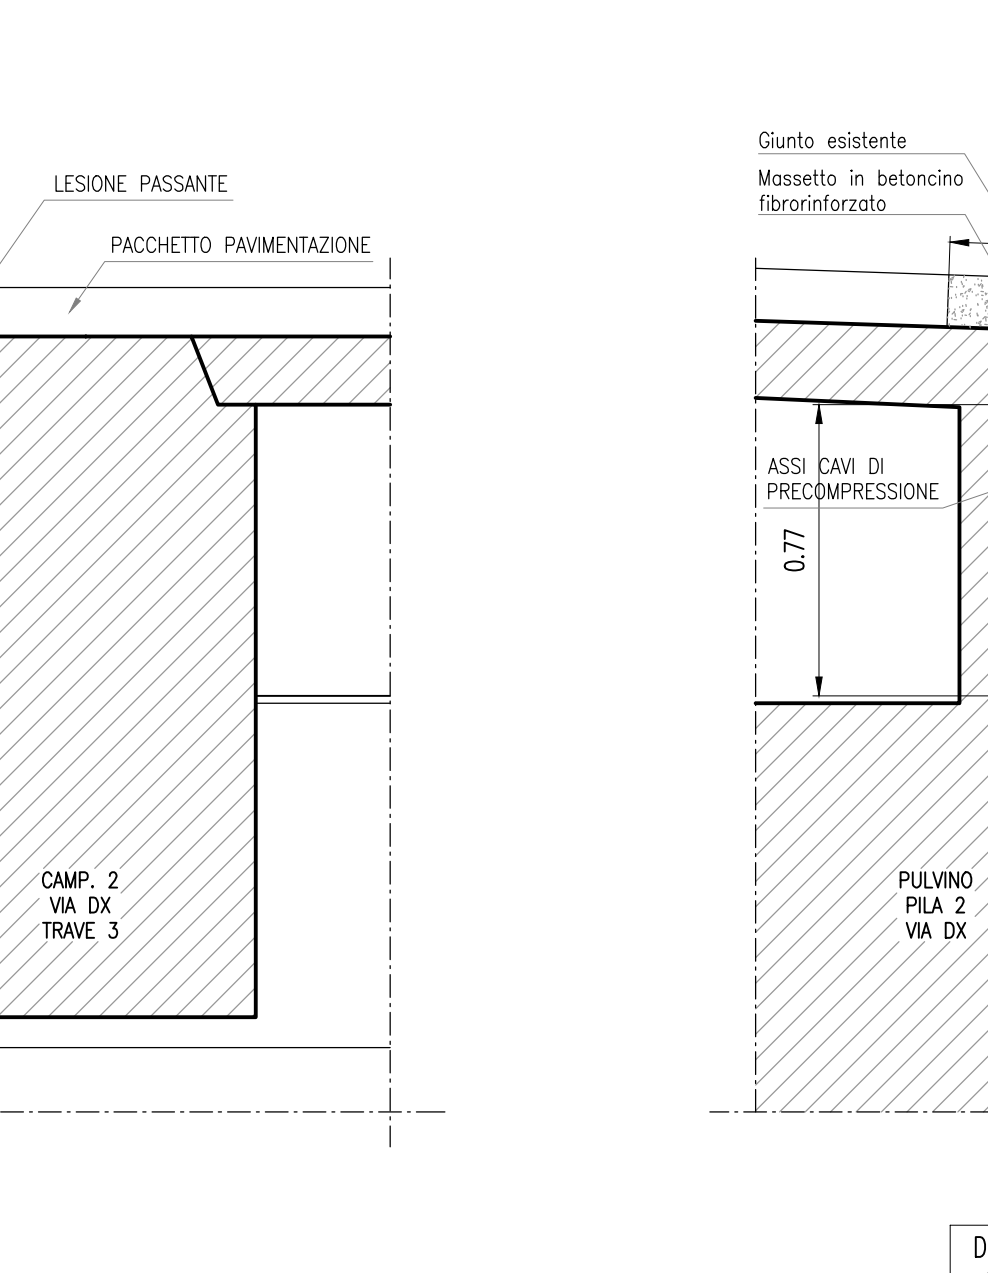 LESIONE PASSANTE
PACCHETTO PAVIMENTAZIONE
CAMP. 2
VIA DX
TRAVE 3
Giunto esistente
Massetto in betoncino
fibrorinforzato
ASSI CAVI DI
PRECOMPRESSIONE
0.77
PULVINO
PILA 2
VIA DX
D